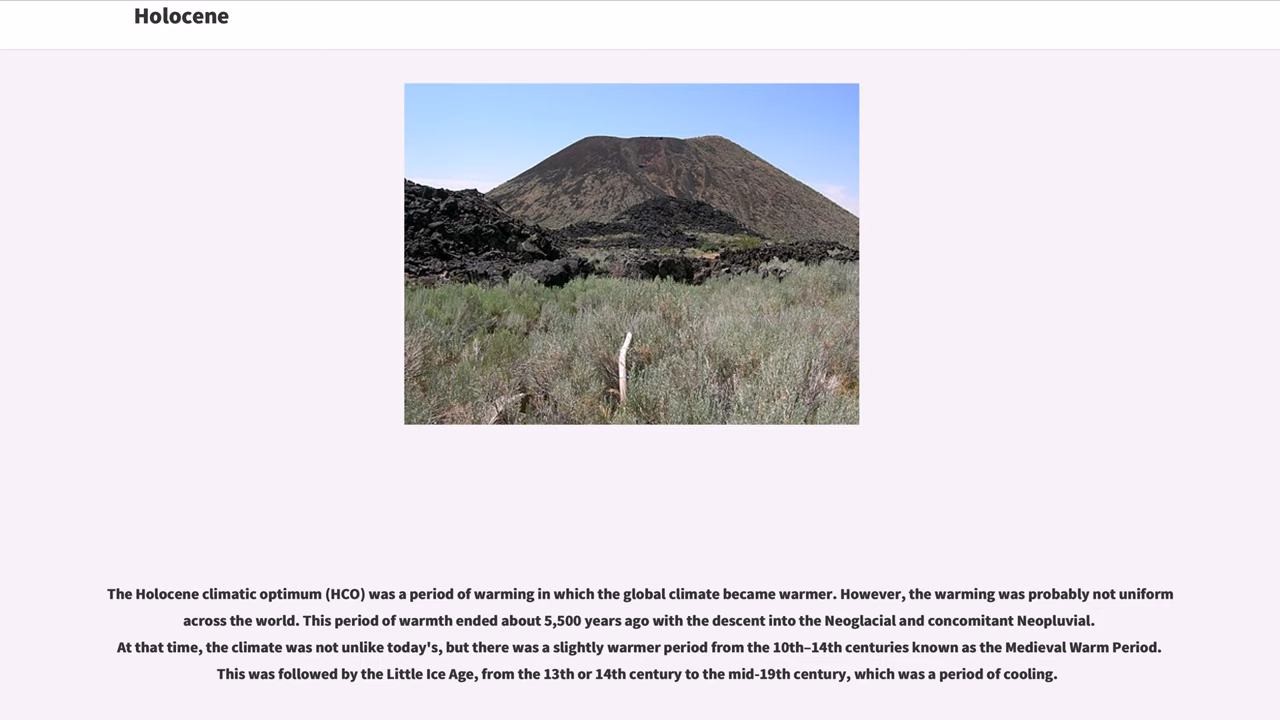 Holocene
The Holocene climatic optimum (HCO) was a period of warming in which the global climate became warmer. However, the warming was probably not uniform
across the world. This period of warmth ended about 5,500 years ago with the descent into the Neoglacial and concomitant Neopluvial.
At that time, the climate was not unlike today's, but there was a slightly warmer period from the 10th–14th centuries known as the Medieval Warm Period.
This was followed by the Little Ice Age, from the 13th or 14th century to the mid-19th century, which was a period of cooling.